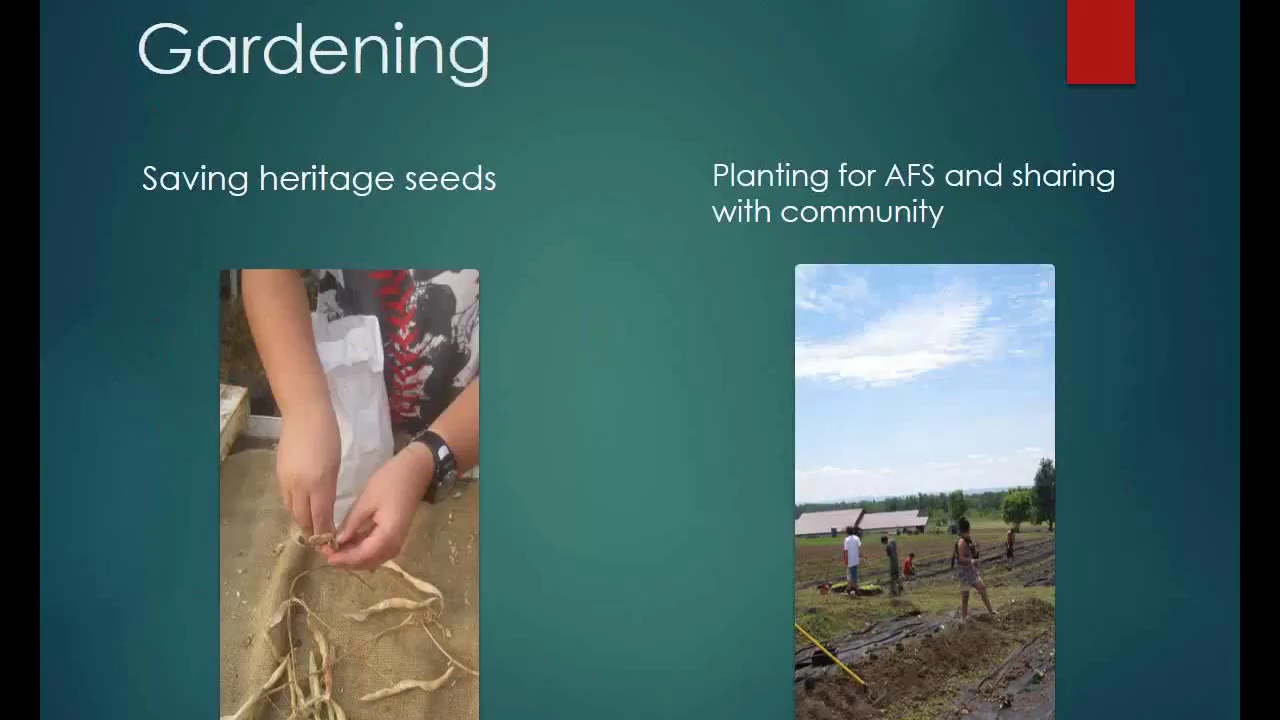 Gardening
Saving heritage seeds
Planting for AFS and sharing
with community